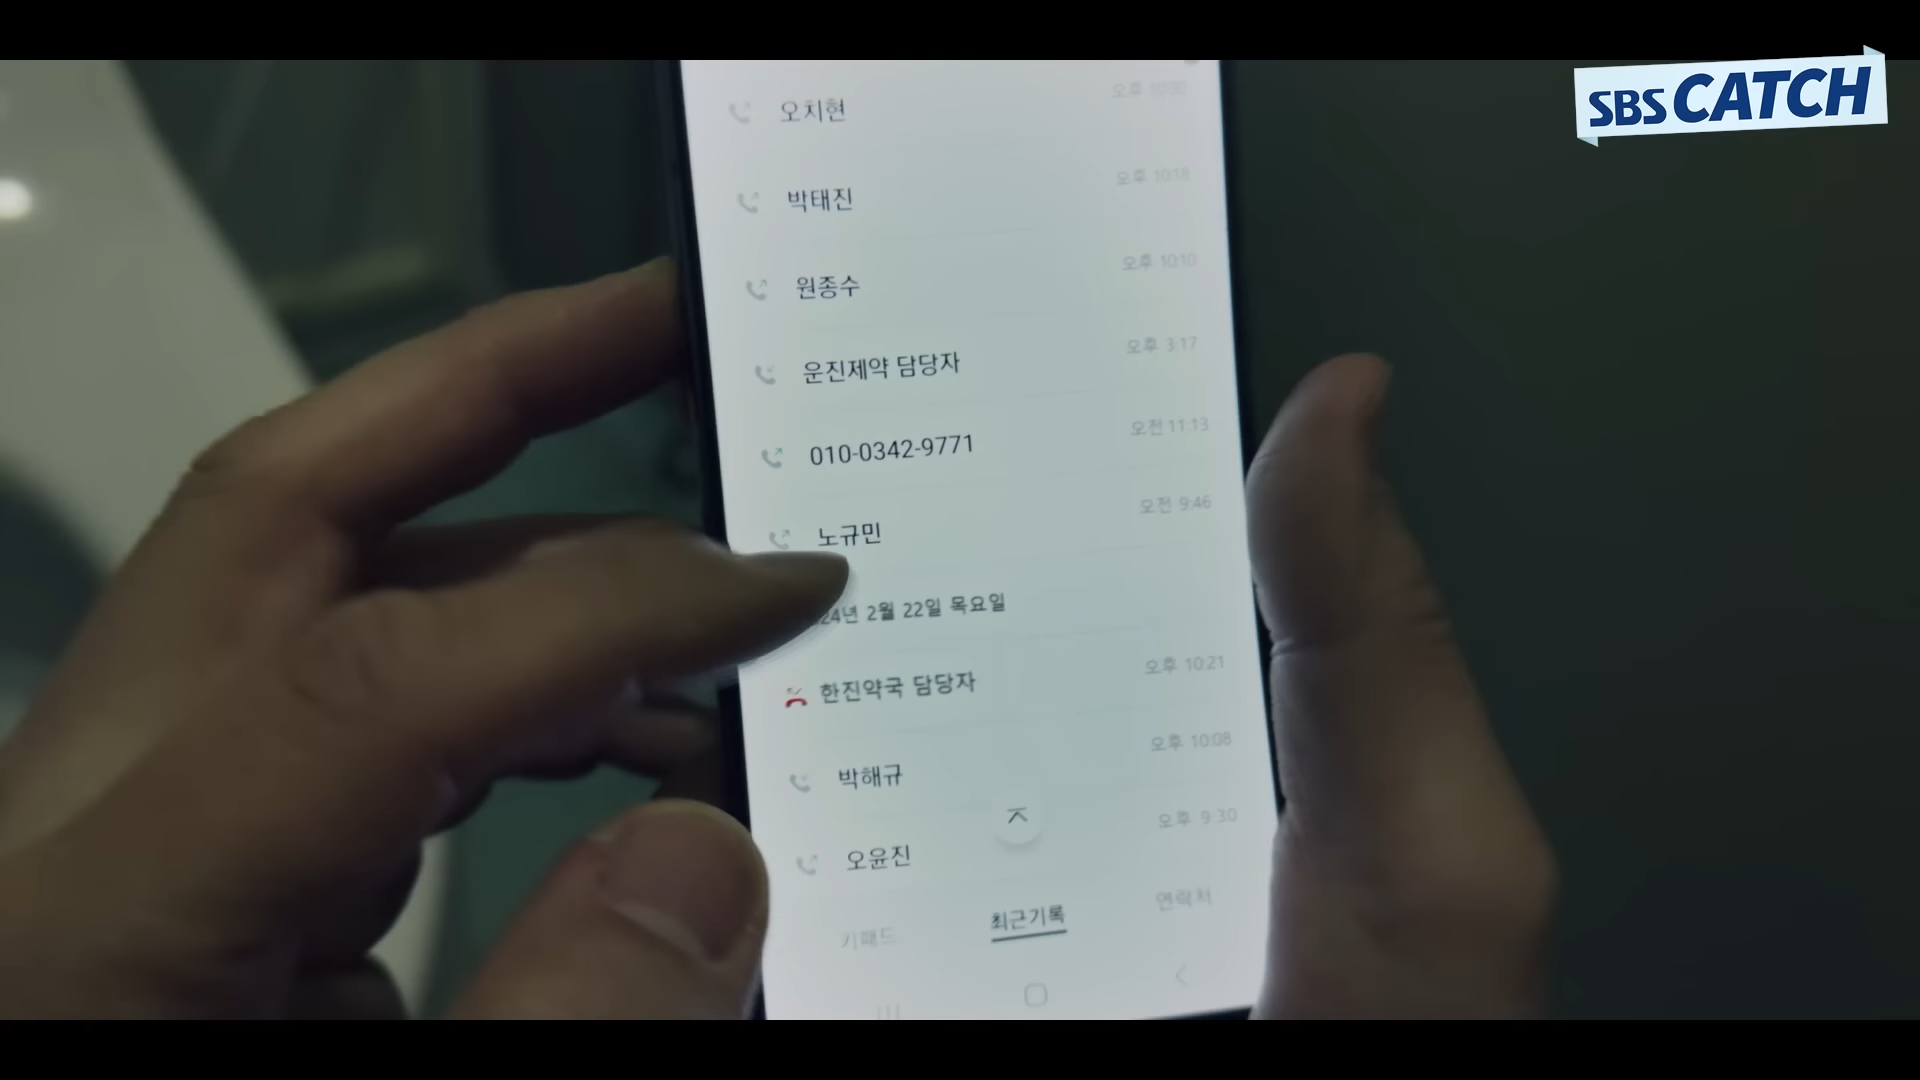 SBS CATCH
오치현
오후 10:18
박태진
오후 10:10
원종수
오후 3:17
운진제약 담당자
오전 11:13
010-0342-9771
오전 9:46
노규민
24년 2월 22일 목요일
오후 10:21
한진약국 담당자
오후 10:08
박해규
오후 9:30
오윤진
키패드 최근기록 연락처